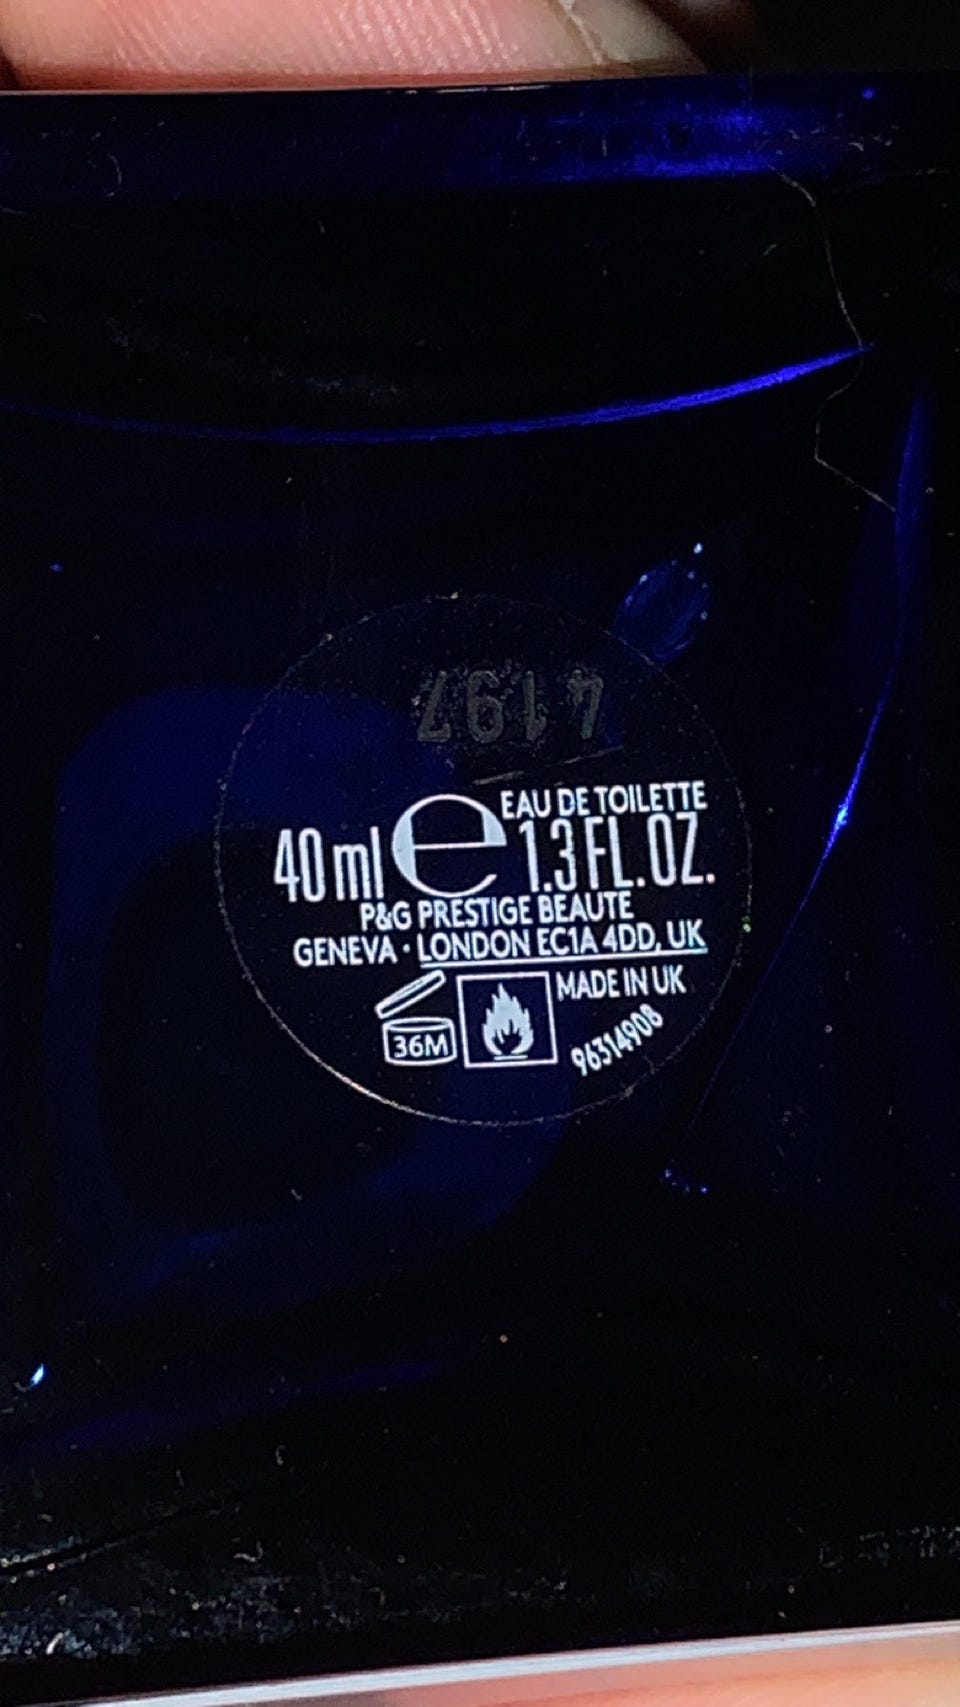 4197
40 ml e EAU DE TOILETTE
1.3 FL.OZ.
P&G PRESTIGE BEAUTE
GENEVA · LONDON EC1A 4DD, UK
MADE IN UK
36M
96314908